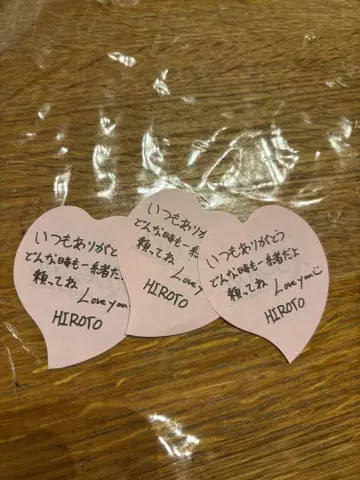 いつもありがと
どんな時も一緒だよ
頼ってね Love you
HIROTO
いつもありが
どんな時も一緒
頼ってね Love y
HIROTO
いつもありがとう
どんな時も一緒だよ
頼ってね Love you
HIROTO